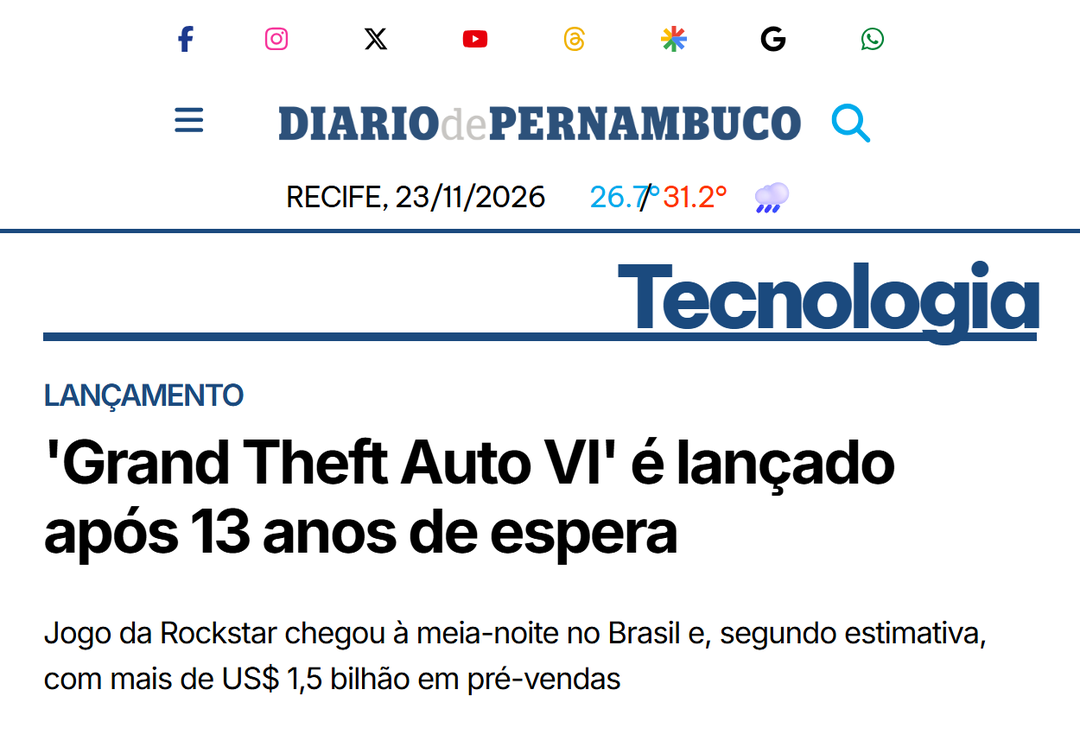 DIARIOdePERNAMBUCO
RECIFE, 23/11/2026 26.7°/31.2°
Tecnologia
LANÇAMENTO
'Grand Theft Auto VI' é lançado
após 13 anos de espera
Jogo da Rockstar chegou à meia-noite no Brasil e, segundo estimativa,
com mais de US$ 1,5 bilhão em pré-vendas